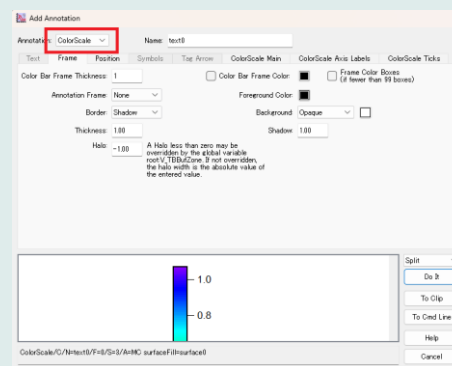 Add Annotation
Annotation: ColorScale Name: text0
Text Frame Position Symbols Tag Arrow ColorScale Main ColorScale Axis Labels ColorScale Ticks
Color Bar Frame Thickness: 1 Color Bar Frame Color: Frame Color Boxes
(if fewer than 99 boxes)
Annotation Frame: None Foreground Color:
Border: Shadow Background: Opaque
Thickness: 1.00 Shadow: 1.00
Halo: -1.00 A Halo less than zero may be
overridden by the global variable
root:V_TBBufZone. If not overridden,
the halo width is the absolute value of
the entered value.
Split
1.0
0.8
Do It
To Clip
To Cmd Line
Help
Cancel
ColorScale/C/N=text0/F=0/S=3/A=MC surfaceFill=surface0